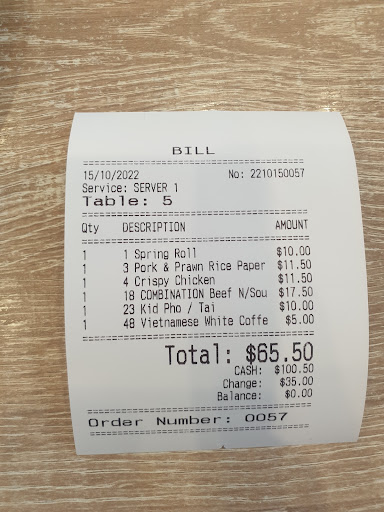 BILL
15/10/2022 No: 2210150057
Service: SERVER 1
Table: 5
Qty DESCRIPTION AMOUNT
1 1 Spring Roll $10.00
1 3 Pork & Prawn Rice Paper $11.50
1 4 Crispy Chicken $11.50
1 18 COMBINATION Beef N/Sou $17.50
1 23 Kid Pho / Tai $10.00
1 48 Vietnamese White Coffe $5.00
Total: $65.50
CASH: $100.50
Change: $35.00
Balance: $0.00
Order Number: 0057